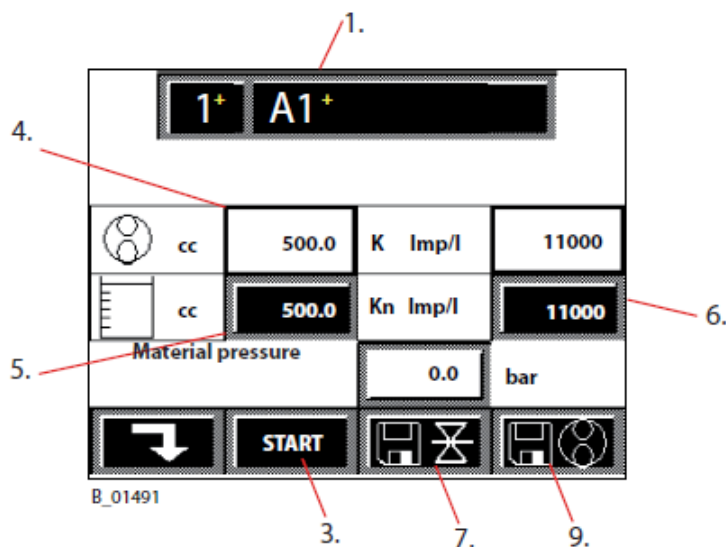 1.
1+ A1+
4.
cc 500.0 K Imp/l 11000
cc 500.0 Kn Imp/l 11000
6.
5.
Material pressure
0.0 bar
START
B_01491
3.
7.
9.